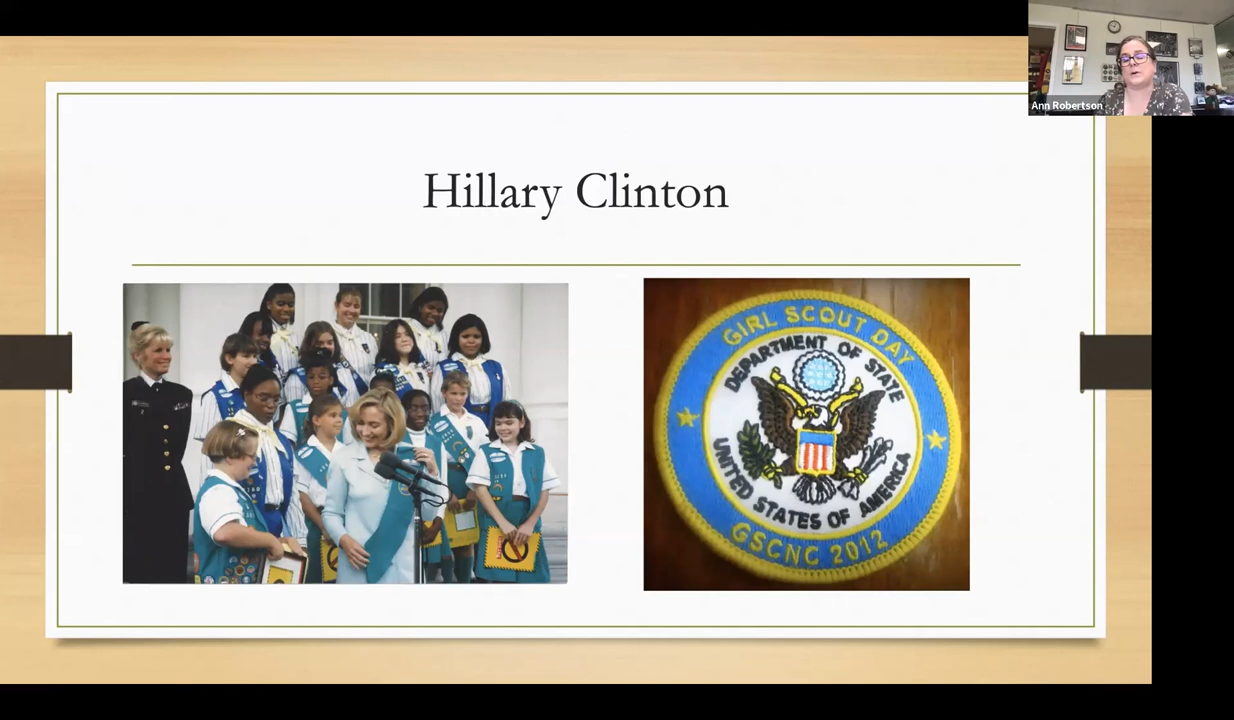 Ann Robertson
Hillary Clinton
GIRL SCOUT DAY
DEPARTMENT OF STATE
UNITED STATES OF AMERICA
GSCNC 2012